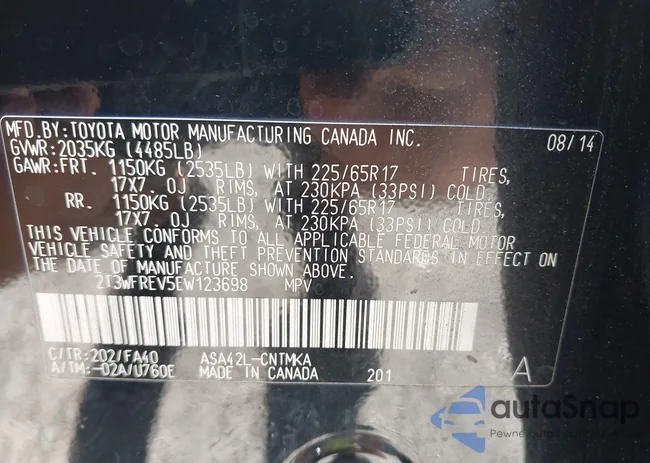 MFD.BY:TOYOTA MOTOR MANUFACTURING CANADA INC. 08/14
GVWR:2035KG (4485LB)
GAWR:FRT. 1150KG (2535LB) WITH 225/65R17 TIRES,
17X7.0J RIMS, AT 230KPA (33PSI) COLD.
RR. 1150KG (2535LB) WITH 225/65R17 TIRES,
17X7.0J RIMS, AT 230KPA (33PSI) COLD.
THIS VEHICLE CONFORMS TO ALL APPLICABLE FEDERAL MOTOR
VEHICLE SAFETY AND THEFT PREVENTION STANDARDS IN EFFECT ON
THE DATE OF MANUFACTURE SHOWN ABOVE.
2T3WFREV5EW123698 MPV
C/TR:202/FA40 ASA42L-CNTMKA
A/TM:-02A/U760E MADE IN CANADA 201 A
autoSnap
Pewne auto